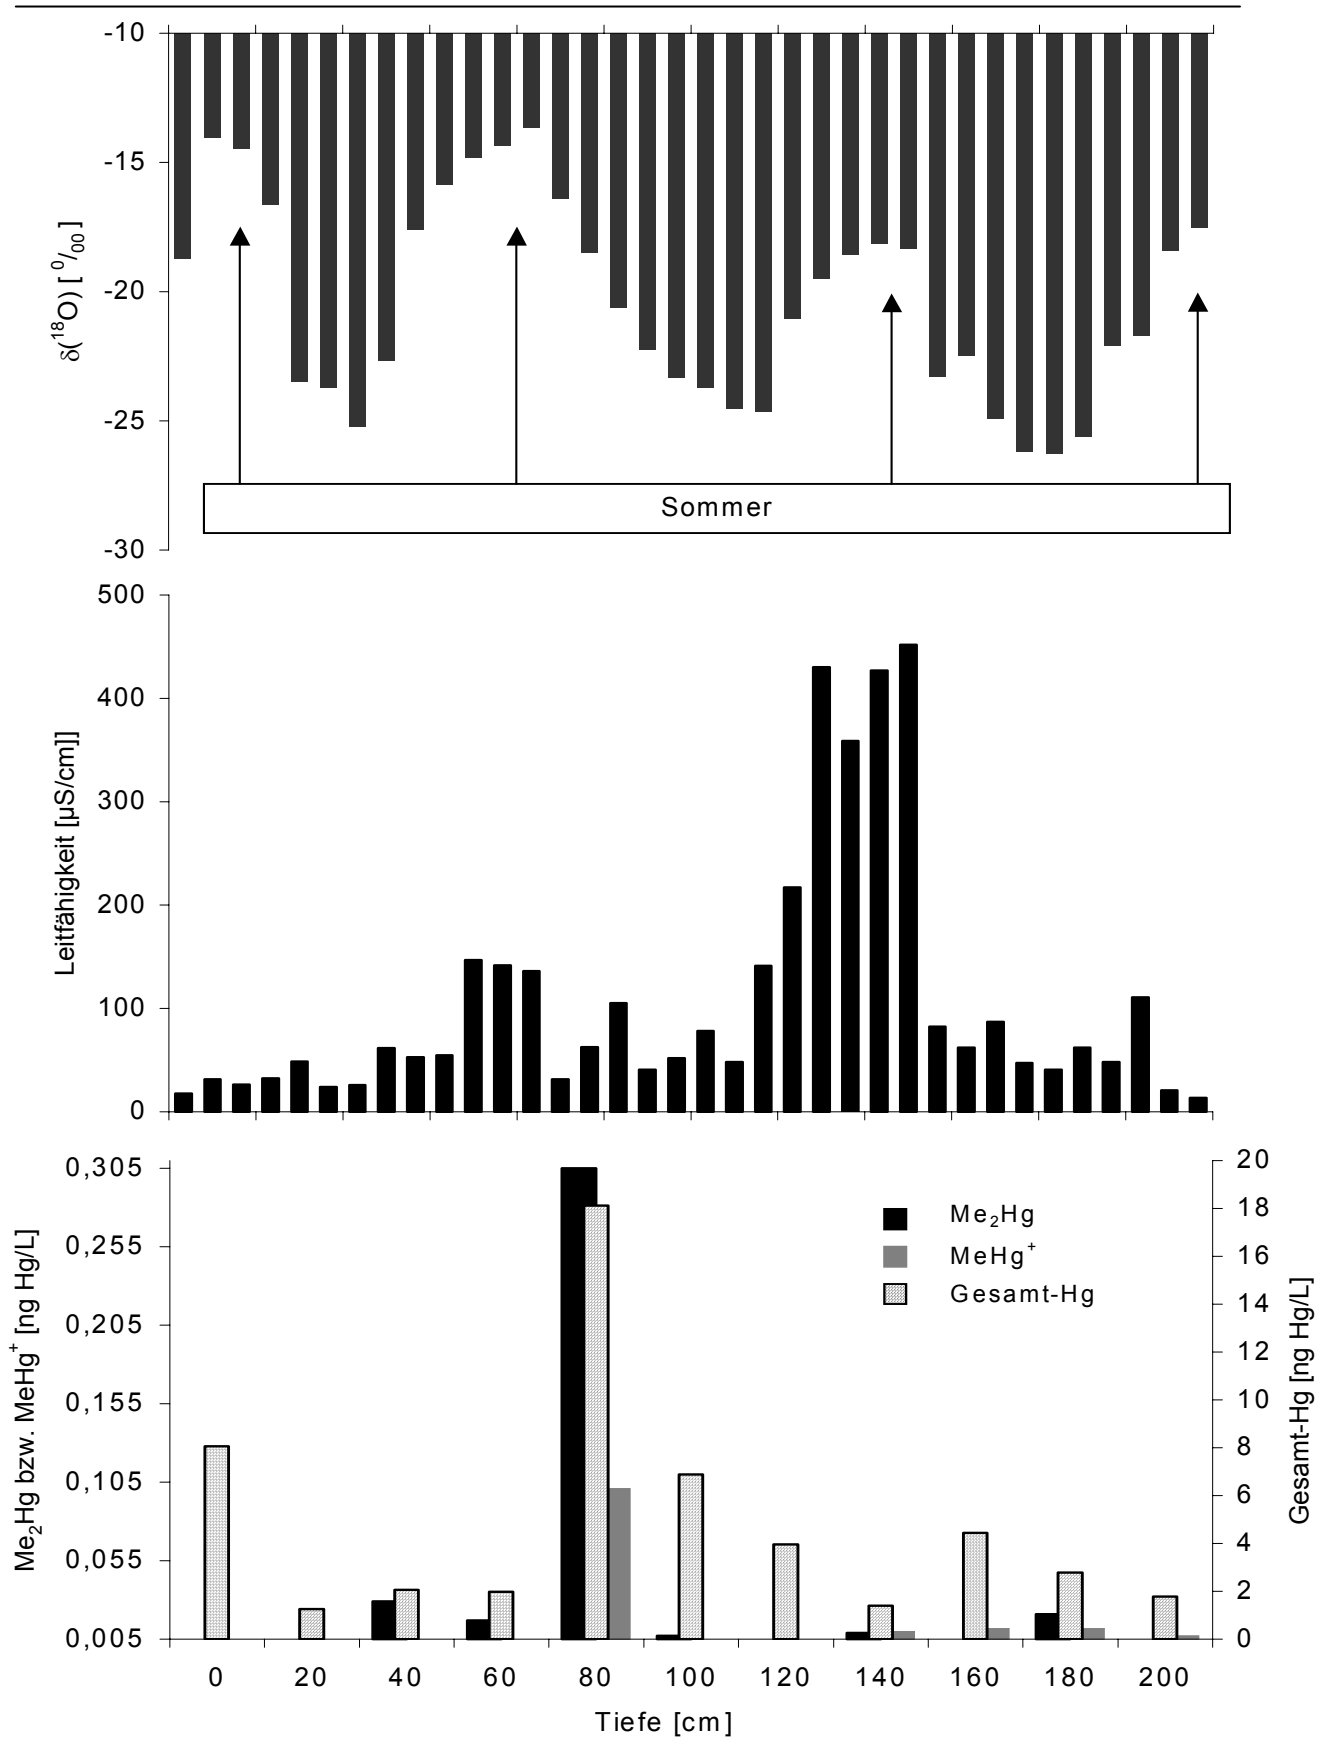 -10
-15
-20
-25
-30
δ(¹⁸O) [ ⁰/₀₀]
Sommer
500
400
300
200
100
0
Leitfähigkeit [µS/cm]]
0,305
0,255
0,205
0,155
0,105
0,055
0,005
Me₂Hg bzw. MeHg⁺ [ng Hg/L]
Me₂Hg
MeHg⁺
Gesamt-Hg
20
18
16
14
12
10
8
6
4
2
0
Gesamt-Hg [ng Hg/L]
0 20 40 60 80 100 120 140 160 180 200
Tiefe [cm]